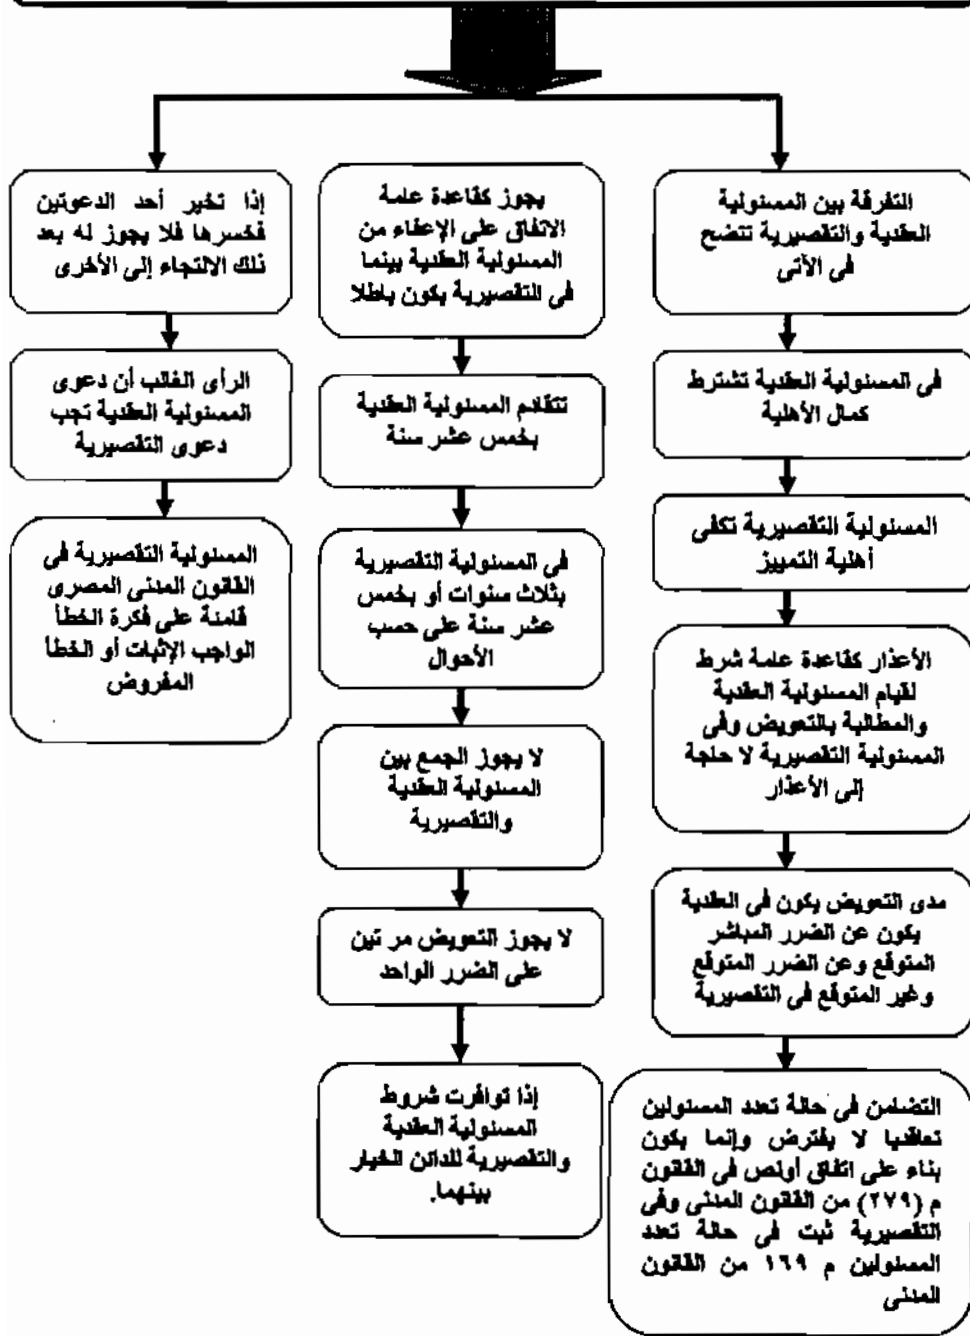 التفرقة بين المسئولية
العقدية والتقصيرية تتضح
فى الآتى
فى المسئولية العقدية تشترط
كمال الأهلية
المسئولية التقصيرية تكفى
أهلية التمييز
الأعذار كقاعدة عامة شرط
لقيام المسئولية العقدية
والمطالبة بالتعويض وفى
المسئولية التقصيرية لا حاجة
إلى الأعذار
مدى التعويض يكون فى العقدية
يكون عن الضرر المباشر
المتوقع وعن الضرر المتوقع
وغير المتوقع فى التقصيرية
التضامن فى حالة تعدد المسئولين
تعاقديا لا يفترض وإنما يكون
بناء على اتفاق أونص فى القانون
م (٢٧٩) من القانون المدنى وفى
التقصيرية ثبت فى حالة تعدد
المسئولين م ١٦٩ من القانون
المدنى
يجوز كقاعدة عامة
الاتفاق على الإعفاء من
المسئولية العقدية بينما
فى التقصيرية يكون باطلا
تتقادم المسئولية العقدية
بخمس عشر سنة
فى المسئولية التقصيرية
بثلاث سنوات أو بخمس
عشر سنة على حسب
الأحوال
لا يجوز الجمع بين
المسئولية العقدية
والتقصيرية
لا يجوز التعويض مر تين
على الضرر الواحد
إذا توافرت شروط
المسئولية العقدية
والتقصيرية للدائن الخيار
بينهما.
إذا تخير أحد الدعوتين
فخسرها فلا يجوز له بعد
ذلك الالتجاء إلى الأخرى
الرأى الغالب أن دعوى
المسئولية العقدية تجب
دعوى التقصيرية
المسئولية التقصيرية فى
القانون المدنى المصرى
قائمة على فكرة الخطأ
الواجب الإثبات أو الخطأ
المفروض